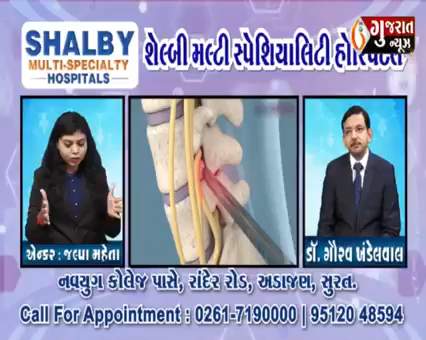 SHALBY
MULTI-SPECIALTY
HOSPITALS
શેલ્બી મલ્ટી સ્પેશિયાલિટી હોસ્પિટલ
ગુજરાત
ન્યૂઝ
એન્કર : જલ્પા મહેતા
ડૉ. ગૌરવ ખંડેલવાલ
નવયુગ કોલેજ પાસે, રાંદેર રોડ, અડાજણ, સુરત.
Call For Appointment : 0261-7190000 | 95120 48594